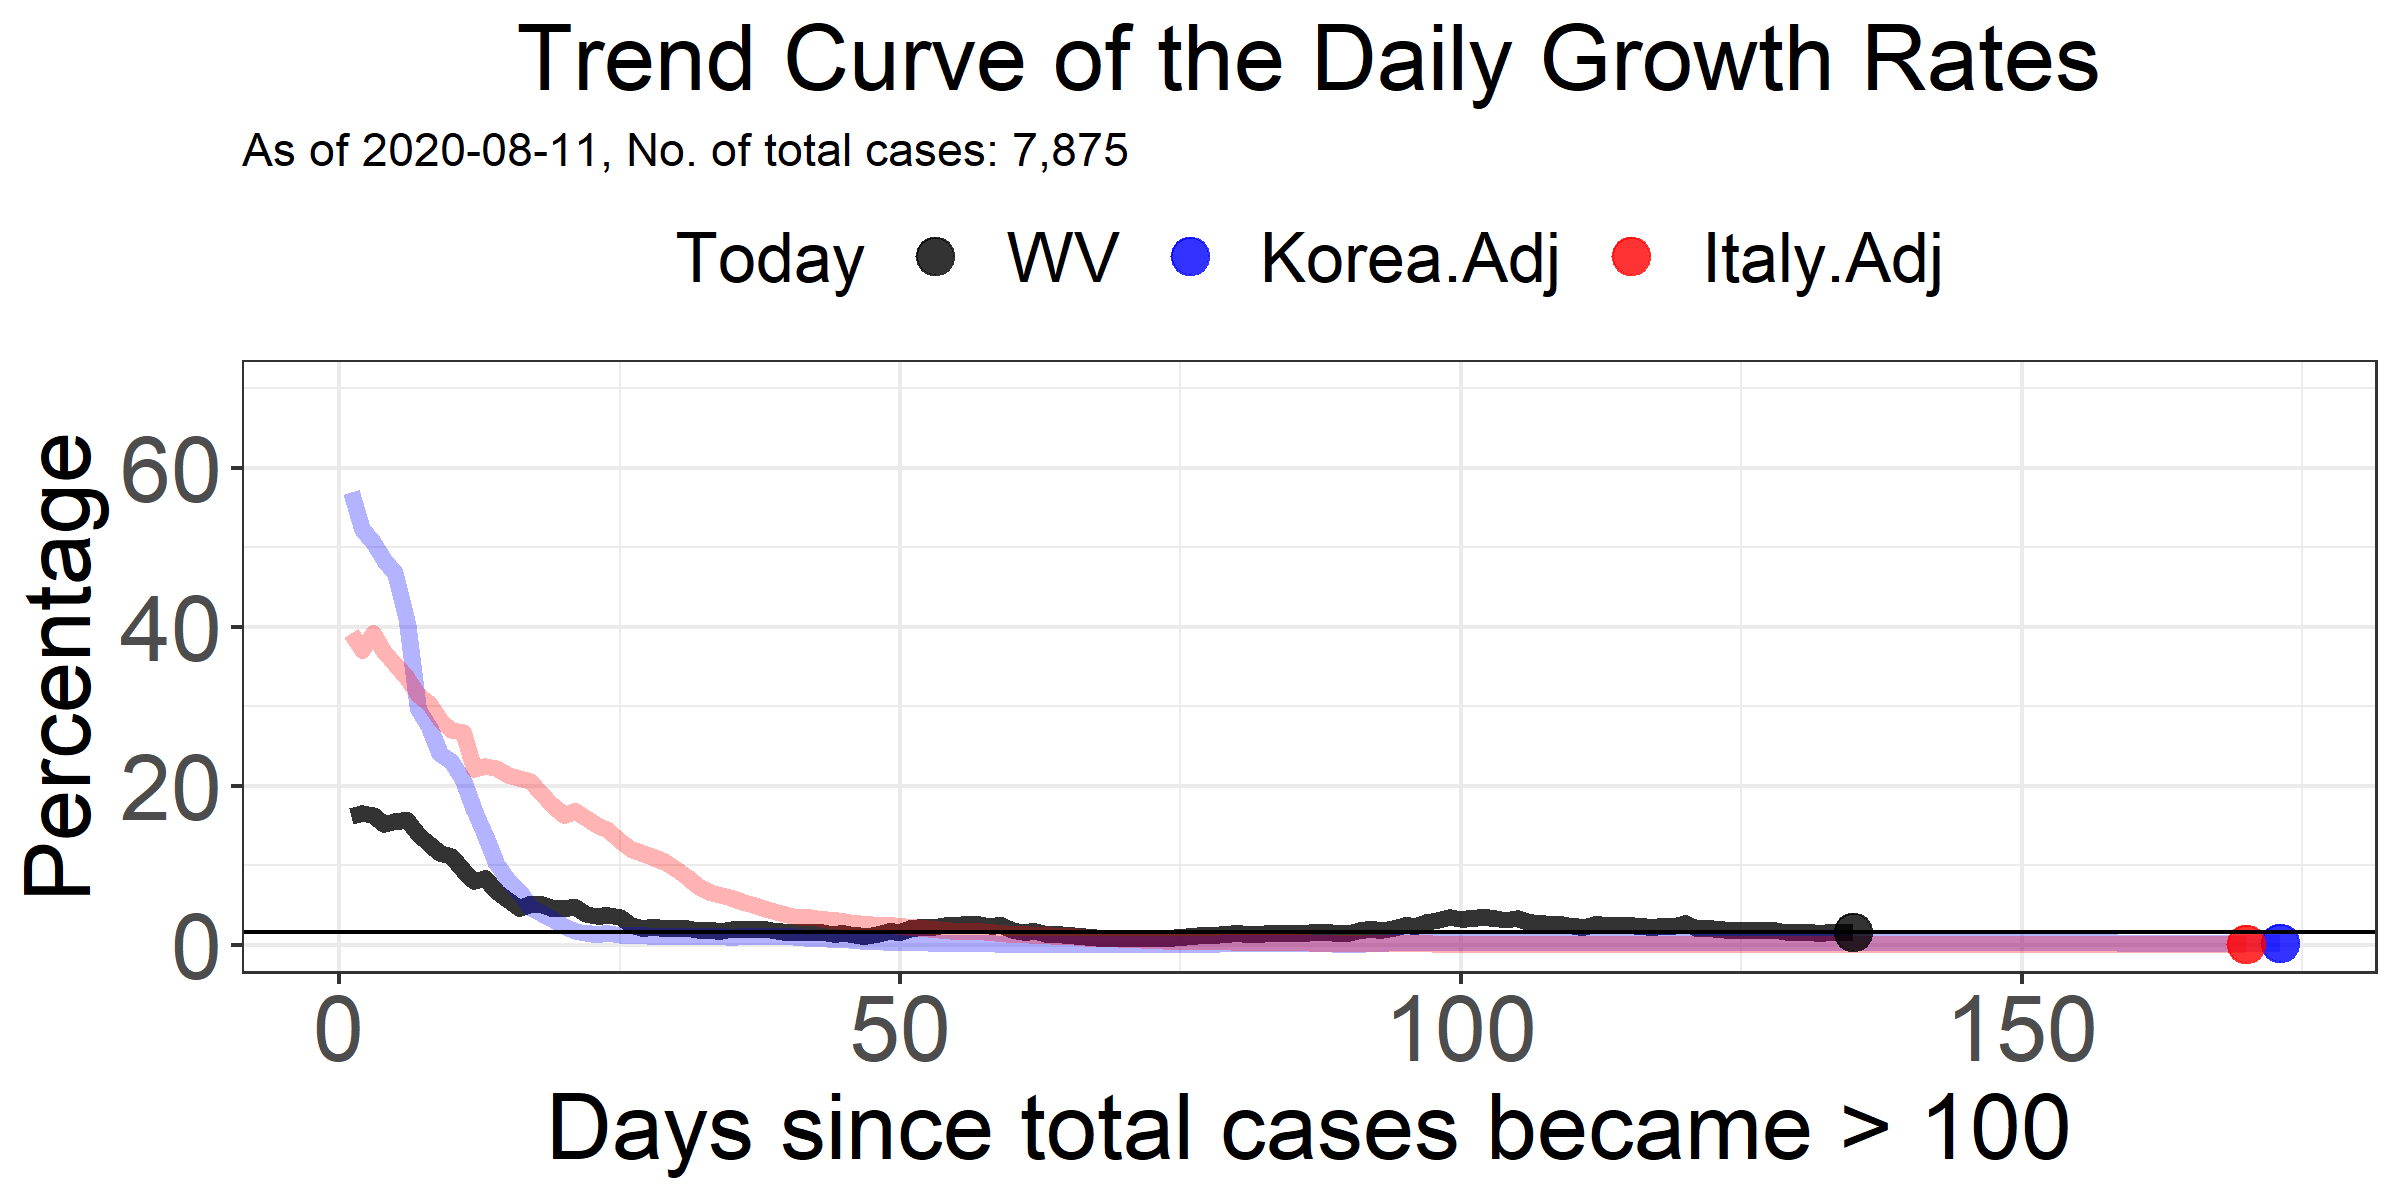 Trend Curve of the Daily Growth Rates
As of 2020-08-11, No. of total cases: 7,875
Today WV Korea.Adj Italy.Adj
Percentage
60
40
20
0
0 50 100 150
Days since total cases became > 100